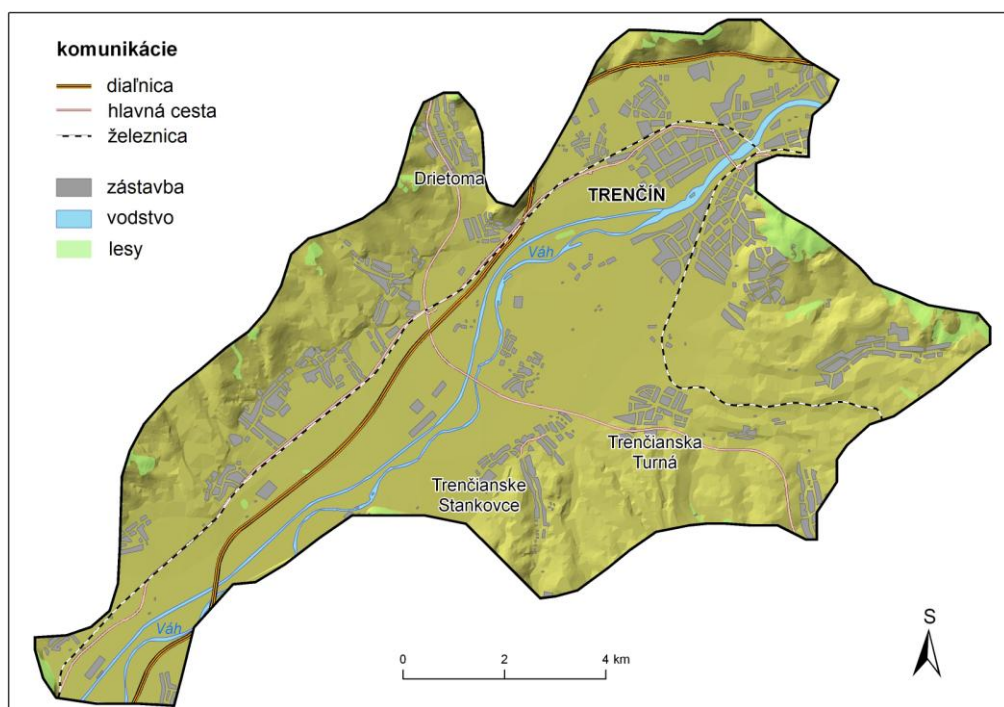 komunikácie
diaľnica
hlavná cesta
železnica
zástavba
vodstvo
lesy
Drietoma
TRENČÍN
Váh
Trenčianska
Turná
Trenčianske
Stankovce
Váh
0 2 4 km
S